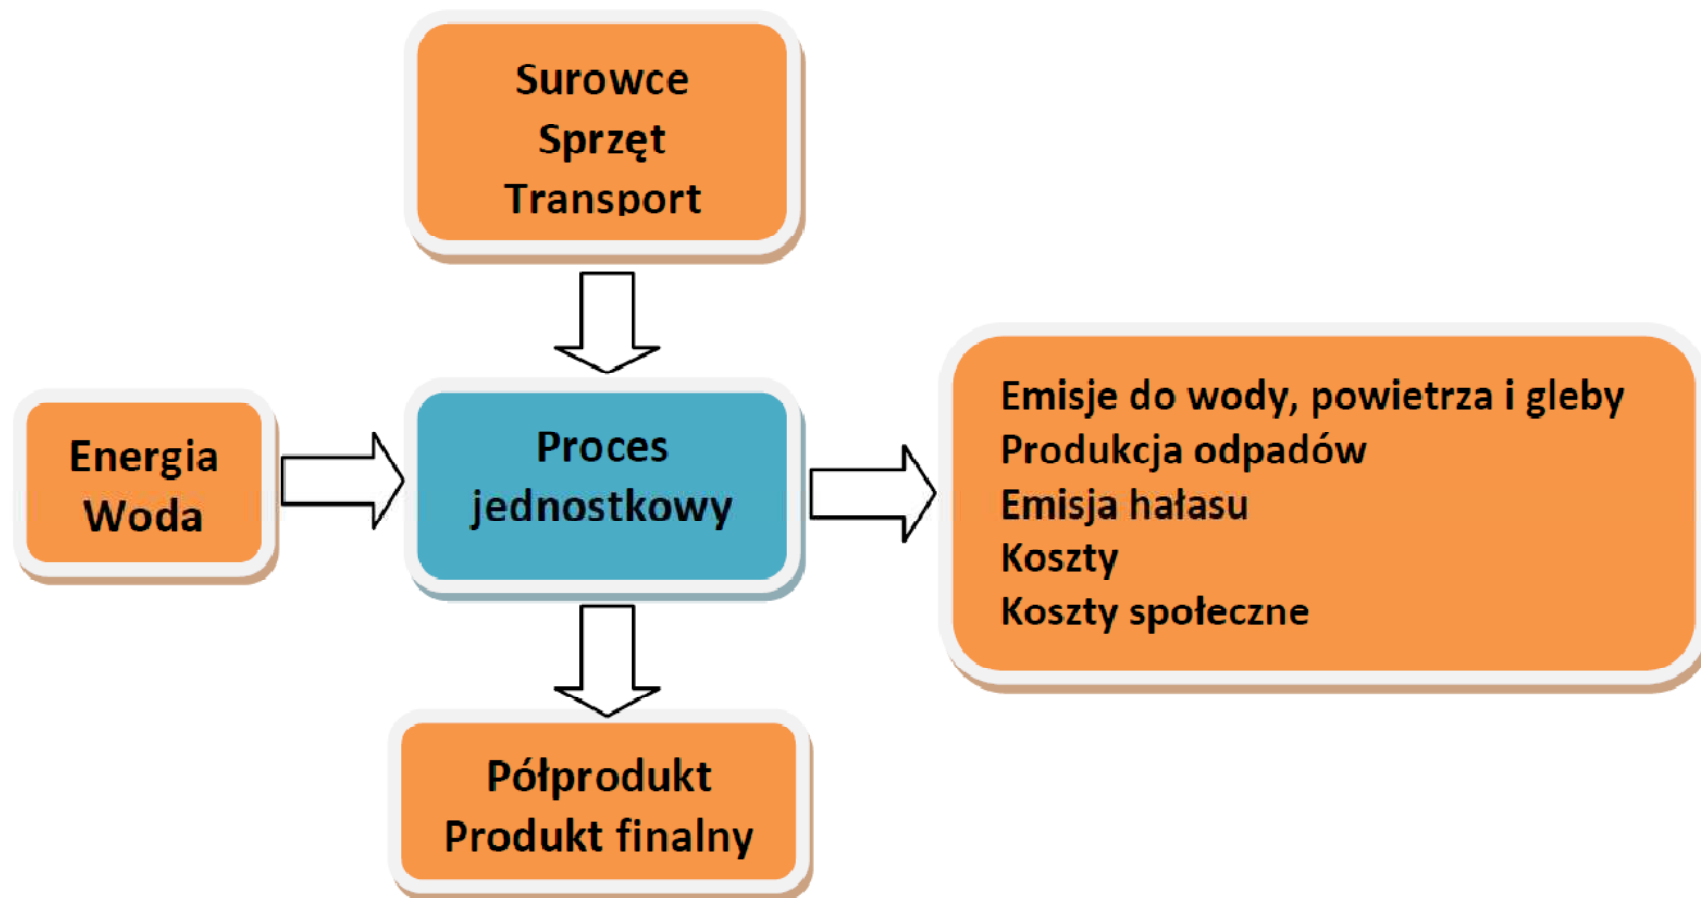 Surowce
Sprzęt
Transport
Energia
Woda
Proces
jednostkowy
Emisje do wody, powietrza i gleby
Produkcja odpadów
Emisja hałasu
Koszty
Koszty społeczne
Półprodukt
Produkt finalny